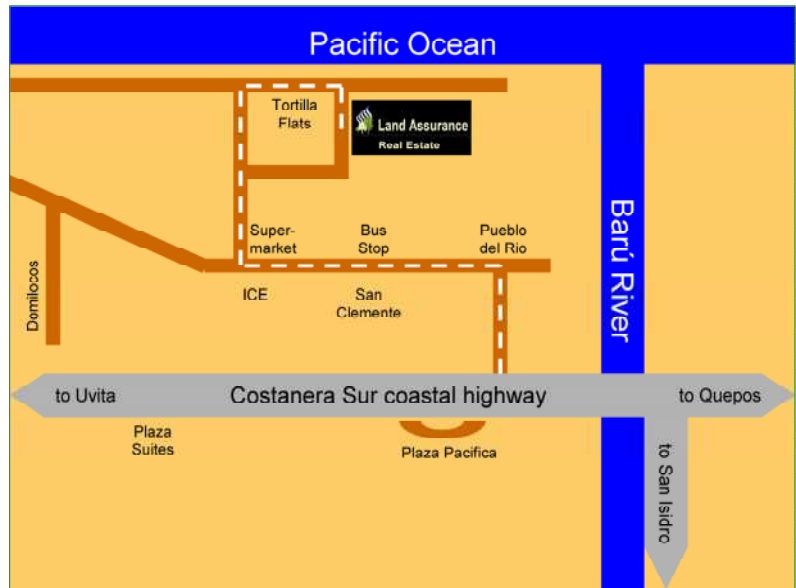 Pacific Ocean
Tortilla
Flats
Land Assurance
Real Estate
Barú River
Super-
market
Bus
Stop
Pueblo
del Rio
Domilocos
ICE
San
Clemente
to Uvita
Costanera Sur coastal highway
to Quepos
Plaza
Suites
Plaza Pacifica
to San Isidro